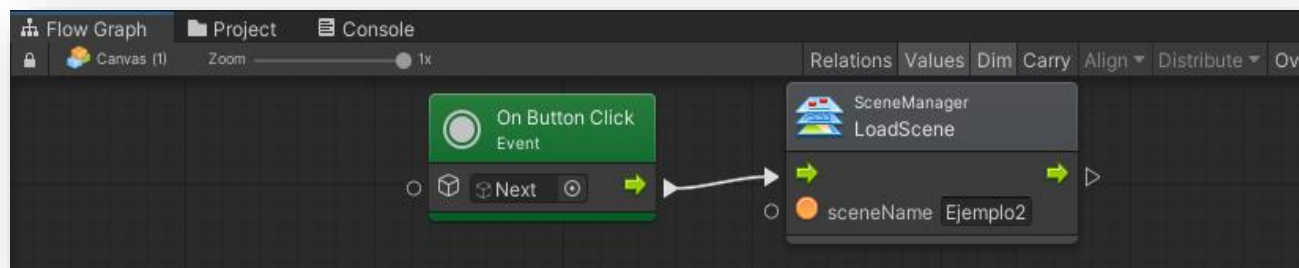 Flow Graph Project Console
Canvas (1) Zoom 1x Relations Values Dim Carry Align Distribute Ov
On Button Click
Event
Next
SceneManager
LoadScene
sceneName Ejemplo2